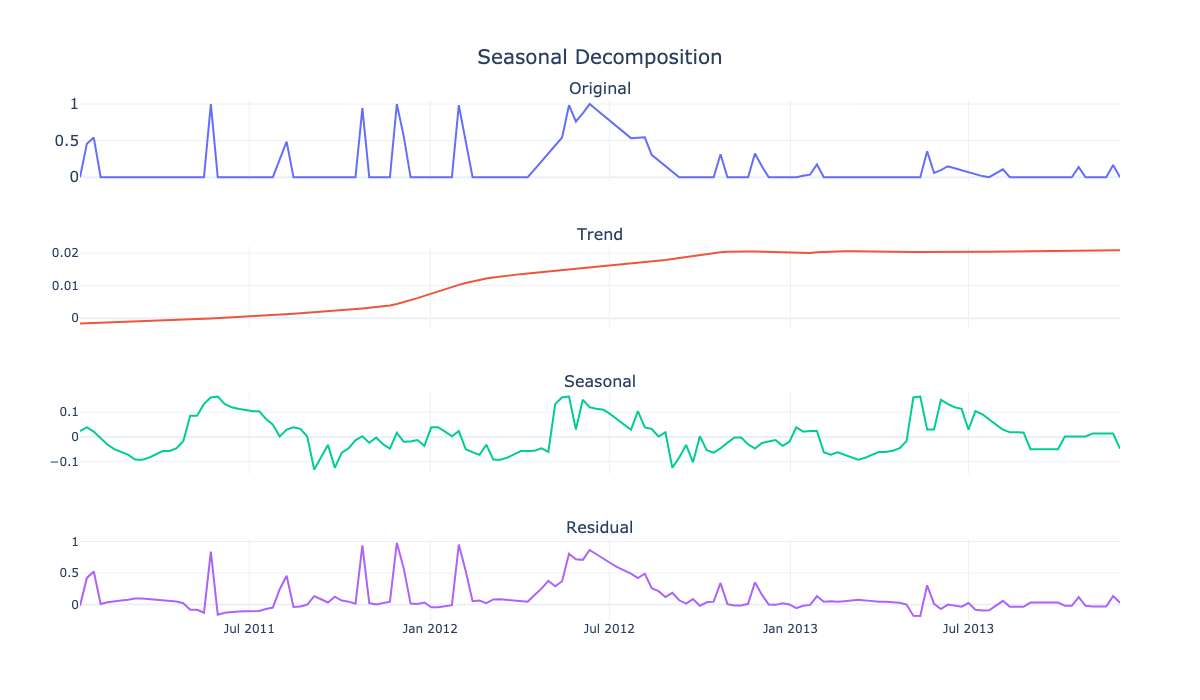 Seasonal Decomposition
Original
1
0.5
0
Trend
0.02
0.01
0
Seasonal
0.1
0
−0.1
Residual
1
0.5
0
Jul 2011 Jan 2012 Jul 2012 Jan 2013 Jul 2013